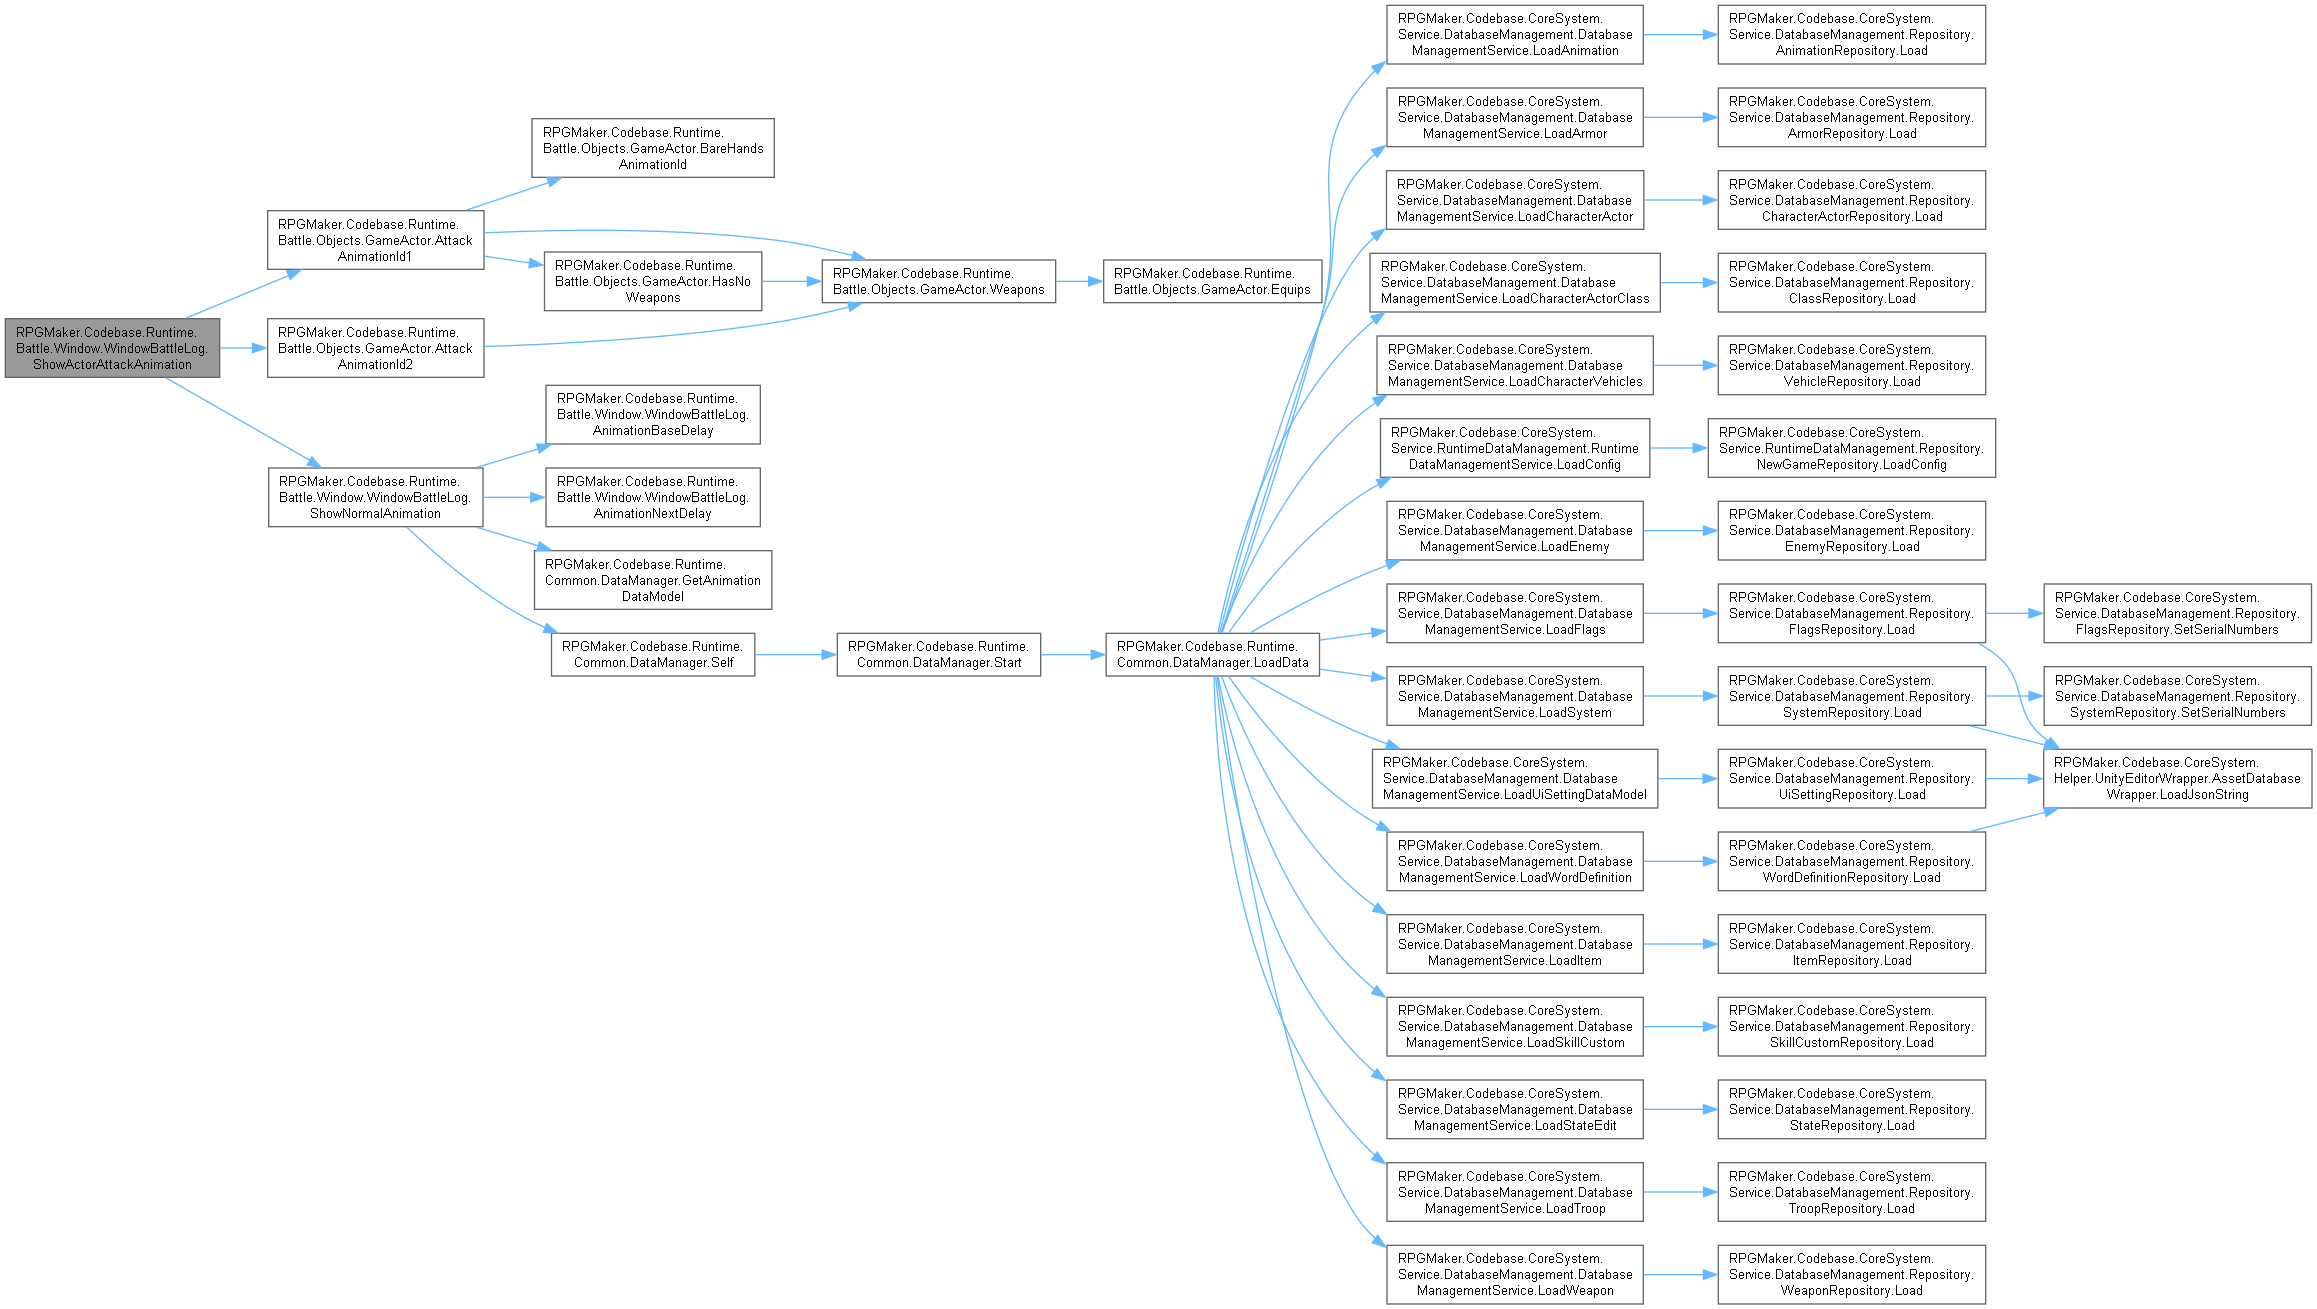 RPGMaker.Codebase.Runtime.
Battle.Window.WindowBattleLog.
ShowActorAttackAnimation
RPGMaker.Codebase.Runtime.
Battle.Objects.GameActor.Attack
AnimationId1
RPGMaker.Codebase.Runtime.
Battle.Objects.GameActor.BareHands
AnimationId
RPGMaker.Codebase.Runtime.
Battle.Objects.GameActor.HasNo
Weapons
RPGMaker.Codebase.Runtime.
Battle.Objects.GameActor.Weapons
RPGMaker.Codebase.Runtime.
Battle.Objects.GameActor.Equips
RPGMaker.Codebase.Runtime.
Battle.Objects.GameActor.Attack
AnimationId2
RPGMaker.Codebase.Runtime.
Battle.Window.WindowBattleLog.
ShowNormalAnimation
RPGMaker.Codebase.Runtime.
Battle.Window.WindowBattleLog.
AnimationBaseDelay
RPGMaker.Codebase.Runtime.
Battle.Window.WindowBattleLog.
AnimationNextDelay
RPGMaker.Codebase.Runtime.
Common.DataManager.GetAnimation
DataModel
RPGMaker.Codebase.Runtime.
Common.DataManager.Self
RPGMaker.Codebase.Runtime.
Common.DataManager.Start
RPGMaker.Codebase.Runtime.
Common.DataManager.LoadData
RPGMaker.Codebase.CoreSystem.
Service.DatabaseManagement.Database
ManagementService.LoadAnimation
RPGMaker.Codebase.CoreSystem.
Service.DatabaseManagement.Repository.
AnimationRepository.Load
RPGMaker.Codebase.CoreSystem.
Service.DatabaseManagement.Database
ManagementService.LoadArmor
RPGMaker.Codebase.CoreSystem.
Service.DatabaseManagement.Repository.
ArmorRepository.Load
RPGMaker.Codebase.CoreSystem.
Service.DatabaseManagement.Database
ManagementService.LoadCharacterActor
RPGMaker.Codebase.CoreSystem.
Service.DatabaseManagement.Repository.
CharacterActorRepository.Load
RPGMaker.Codebase.CoreSystem.
Service.DatabaseManagement.Database
ManagementService.LoadCharacterActorClass
RPGMaker.Codebase.CoreSystem.
Service.DatabaseManagement.Repository.
ClassRepository.Load
RPGMaker.Codebase.CoreSystem.
Service.DatabaseManagement.Database
ManagementService.LoadCharacterVehicles
RPGMaker.Codebase.CoreSystem.
Service.DatabaseManagement.Repository.
VehicleRepository.Load
RPGMaker.Codebase.CoreSystem.
Service.RuntimeDataManagement.Runtime
DataManagementService.LoadConfig
RPGMaker.Codebase.CoreSystem.
Service.RuntimeDataManagement.Repository.
NewGameRepository.LoadConfig
RPGMaker.Codebase.CoreSystem.
Service.DatabaseManagement.Database
ManagementService.LoadEnemy
RPGMaker.Codebase.CoreSystem.
Service.DatabaseManagement.Repository.
EnemyRepository.Load
RPGMaker.Codebase.CoreSystem.
Service.DatabaseManagement.Database
ManagementService.LoadFlags
RPGMaker.Codebase.CoreSystem.
Service.DatabaseManagement.Repository.
FlagsRepository.Load
RPGMaker.Codebase.CoreSystem.
Service.DatabaseManagement.Repository.
FlagsRepository.SetSerialNumbers
RPGMaker.Codebase.CoreSystem.
Service.DatabaseManagement.Database
ManagementService.LoadSystem
RPGMaker.Codebase.CoreSystem.
Service.DatabaseManagement.Repository.
SystemRepository.Load
RPGMaker.Codebase.CoreSystem.
Service.DatabaseManagement.Repository.
SystemRepository.SetSerialNumbers
RPGMaker.Codebase.CoreSystem.
Service.DatabaseManagement.Database
ManagementService.LoadUiSettingDataModel
RPGMaker.Codebase.CoreSystem.
Service.DatabaseManagement.Repository.
UiSettingRepository.Load
RPGMaker.Codebase.CoreSystem.
Helper.UnityEditorWrapper.AssetDatabase
Wrapper.LoadJsonString
RPGMaker.Codebase.CoreSystem.
Service.DatabaseManagement.Database
ManagementService.LoadWordDefinition
RPGMaker.Codebase.CoreSystem.
Service.DatabaseManagement.Repository.
WordDefinitionRepository.Load
RPGMaker.Codebase.CoreSystem.
Service.DatabaseManagement.Database
ManagementService.LoadItem
RPGMaker.Codebase.CoreSystem.
Service.DatabaseManagement.Repository.
ItemRepository.Load
RPGMaker.Codebase.CoreSystem.
Service.DatabaseManagement.Database
ManagementService.LoadSkillCustom
RPGMaker.Codebase.CoreSystem.
Service.DatabaseManagement.Repository.
SkillCustomRepository.Load
RPGMaker.Codebase.CoreSystem.
Service.DatabaseManagement.Database
ManagementService.LoadStateEdit
RPGMaker.Codebase.CoreSystem.
Service.DatabaseManagement.Repository.
StateRepository.Load
RPGMaker.Codebase.CoreSystem.
Service.DatabaseManagement.Database
ManagementService.LoadTroop
RPGMaker.Codebase.CoreSystem.
Service.DatabaseManagement.Repository.
TroopRepository.Load
RPGMaker.Codebase.CoreSystem.
Service.DatabaseManagement.Database
ManagementService.LoadWeapon
RPGMaker.Codebase.CoreSystem.
Service.DatabaseManagement.Repository.
WeaponRepository.Load